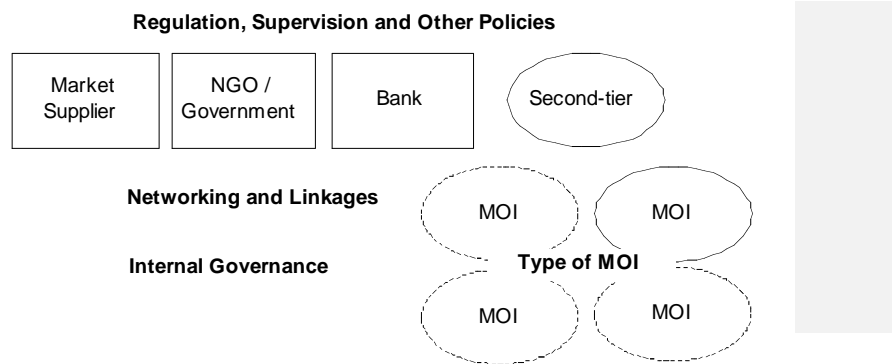 Regulation, Supervision and Other Policies
Market
Supplier
NGO /
Government
Bank
Second-tier
Networking and Linkages
MOI
MOI
Internal Governance
Type of MOI
MOI
MOI